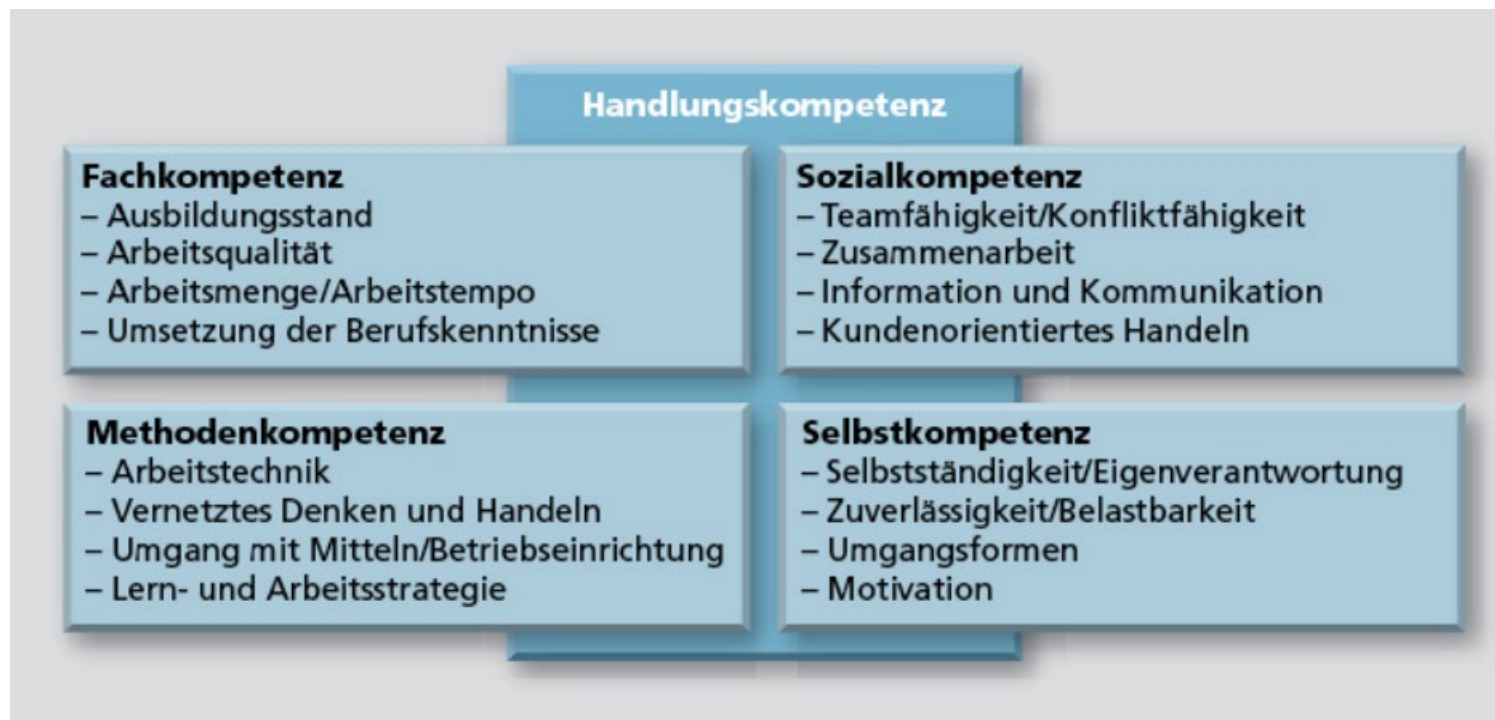 Handlungskompetenz
Fachkompetenz
– Ausbildungsstand
– Arbeitsqualität
– Arbeitsmenge/Arbeitstempo
– Umsetzung der Berufskenntnisse
Sozialkompetenz
– Teamfähigkeit/Konfliktfähigkeit
– Zusammenarbeit
– Information und Kommunikation
– Kundenorientiertes Handeln
Methodenkompetenz
– Arbeitstechnik
– Vernetztes Denken und Handeln
– Umgang mit Mitteln/Betriebseinrichtung
– Lern- und Arbeitsstrategie
Selbstkompetenz
– Selbstständigkeit/Eigenverantwortung
– Zuverlässigkeit/Belastbarkeit
– Umgangsformen
– Motivation